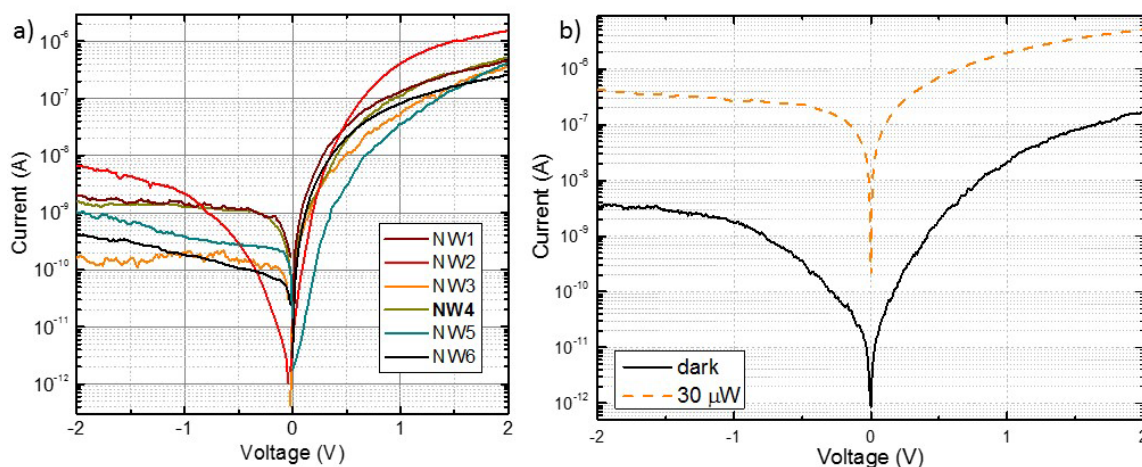 a)
10⁻⁶
10⁻⁷
10⁻⁸
10⁻⁹
10⁻¹⁰
10⁻¹¹
10⁻¹²
Current (A)
NW1
NW2
NW3
NW4
NW5
NW6
-2
-1
0
1
2
Voltage (V)
b)
10⁻⁶
10⁻⁷
10⁻⁸
10⁻⁹
10⁻¹⁰
10⁻¹¹
10⁻¹²
Current (A)
dark
30 μW
-2
-1
0
1
2
Voltage (V)